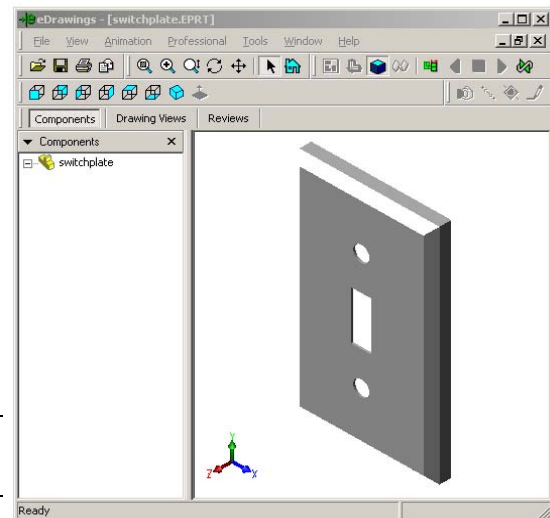 eDrawings - [switchplate.EPRT]
File View Animation Professional Tools Window Help
Components Drawing Views Reviews
Components
switchplate
Y
Z
X
Ready